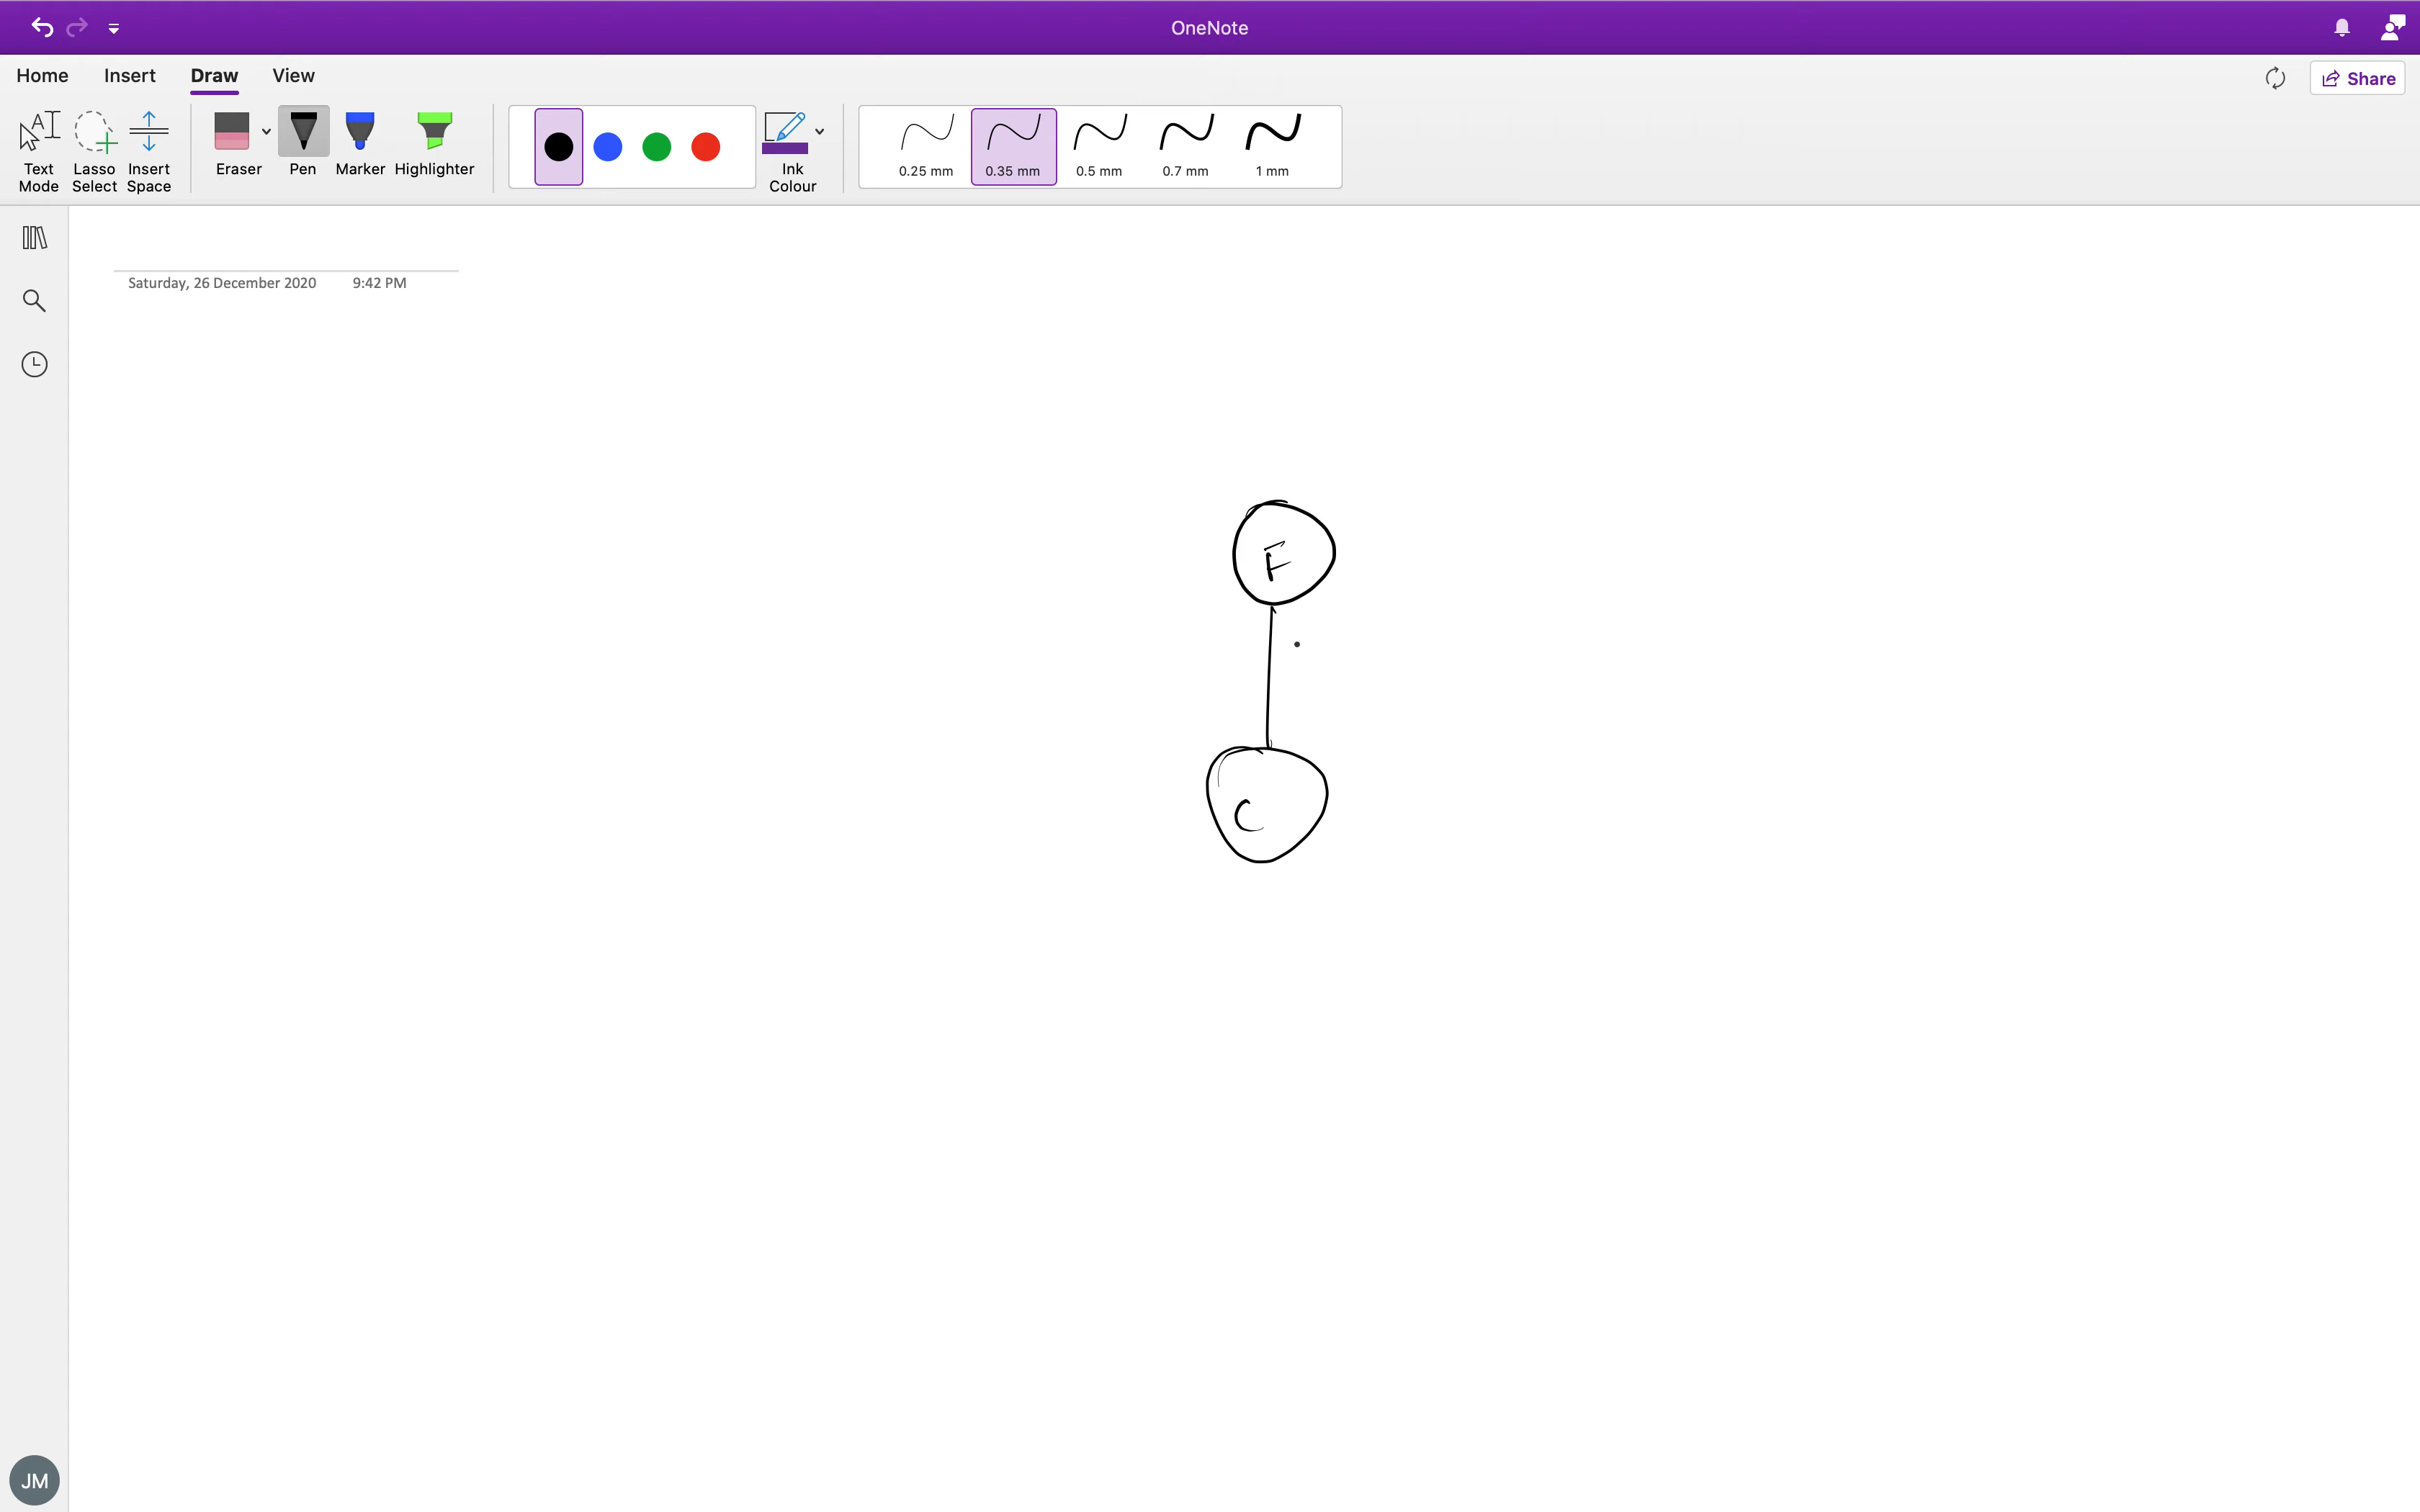 OneNote
Home Insert Draw View
Share
Text Mode
Lasso Select
Insert Space
Eraser
Pen
Marker
Highlighter
Ink Colour
0.25 mm
0.35 mm
0.5 mm
0.7 mm
1 mm
Saturday, 26 December 2020 9:42 PM
F
C
JM